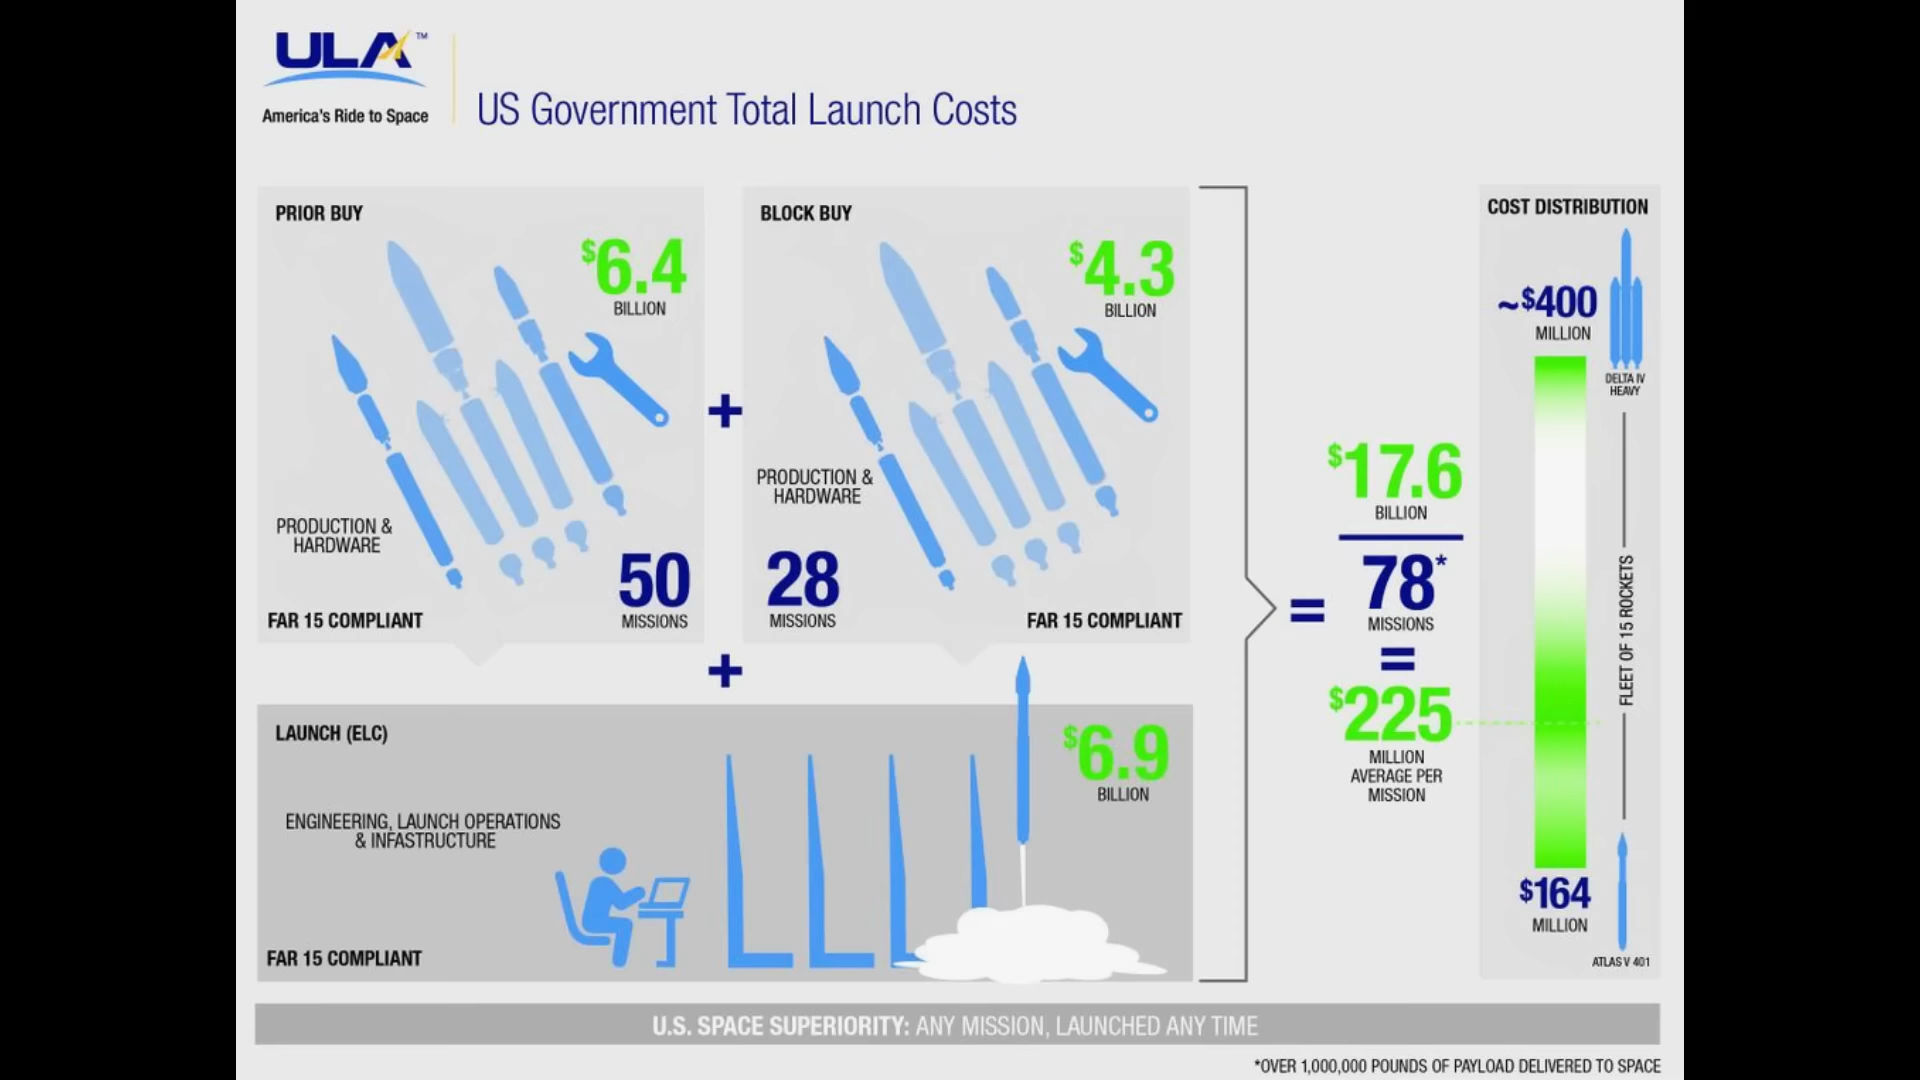 ULA™
America's Ride to Space
US Government Total Launch Costs
PRIOR BUY
$6.4
BILLION
PRODUCTION &
HARDWARE
50
MISSIONS
FAR 15 COMPLIANT
+
BLOCK BUY
$4.3
BILLION
PRODUCTION &
HARDWARE
28
MISSIONS
FAR 15 COMPLIANT
+
LAUNCH (ELC)
$6.9
BILLION
ENGINEERING, LAUNCH OPERATIONS
& INFASTRUCTURE
FAR 15 COMPLIANT
=
$17.6
BILLION
78*
MISSIONS
=
$225
MILLION
AVERAGE PER
MISSION
COST DISTRIBUTION
~$400
MILLION
DELTA IV
HEAVY
FLEET OF 15 ROCKETS
$164
MILLION
ATLAS V 401
U.S. SPACE SUPERIORITY: ANY MISSION, LAUNCHED ANY TIME
*OVER 1,000,000 POUNDS OF PAYLOAD DELIVERED TO SPACE